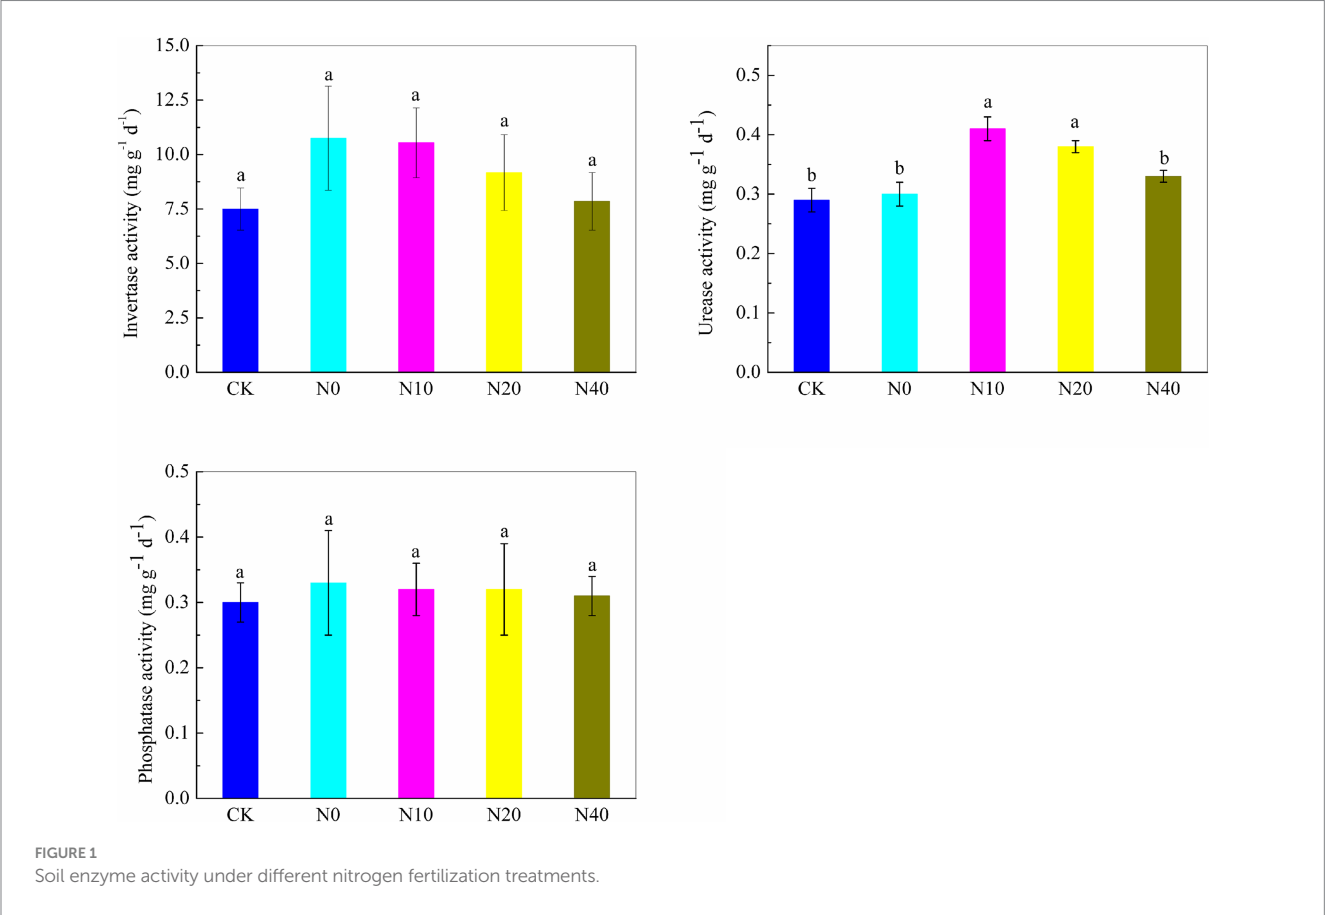 15.0
12.5
10.0
7.5
5.0
2.5
0.0
Invertase activity (mg g-1 d-1)
a
a
a
a
a
CK N0 N10 N20 N40
0.5
0.4
0.3
0.2
0.1
0.0
Urease activity (mg g-1 d-1)
b
b
a
a
b
CK N0 N10 N20 N40
0.5
0.4
0.3
0.2
0.1
0.0
Phosphatase activity (mg g-1 d-1)
a
a
a
a
a
CK N0 N10 N20 N40
FIGURE 1
Soil enzyme activity under different nitrogen fertilization treatments.